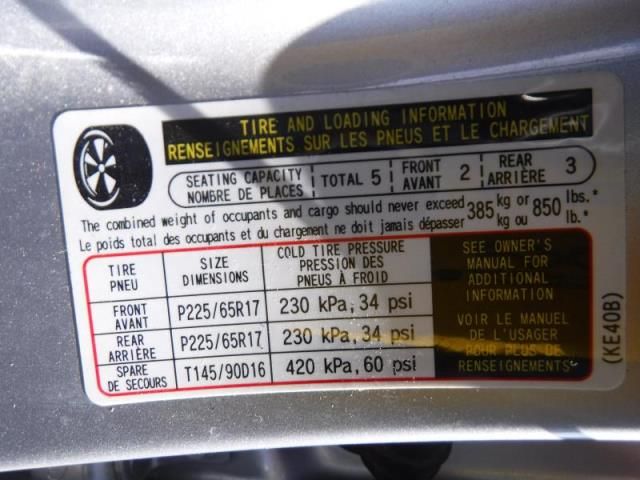 TIRE AND LOADING INFORMATION
RENSEIGNEMENTS SUR LES PNEUS ET LE CHARGEMENT
SEATING CAPACITY
NOMBRE DE PLACES
TOTAL 5
FRONT
AVANT
2
REAR
ARRIÈRE
3
The combined weight of occupants and cargo should never exceed 385 kg or 850 lbs.*
Le poids total des occupants et du chargement ne doit jamais dépasser kg ou lb.*
TIRE
PNEU
SIZE
DIMENSIONS
COLD TIRE PRESSURE
PRESSION DES
PNEUS À FROID
FRONT
AVANT
P225/65R17
230 kPa, 34 psi
REAR
ARRIÈRE
P225/65R17
230 kPa, 34 psi
SPARE
DE SECOURS
T145/90D16
420 kPa, 60 psi
SEE OWNER'S
MANUAL FOR
ADDITIONAL
INFORMATION
VOIR LE MANUEL
DE L'USAGER
POUR PLUS DE
RENSEIGNEMENTS
(KE40B)